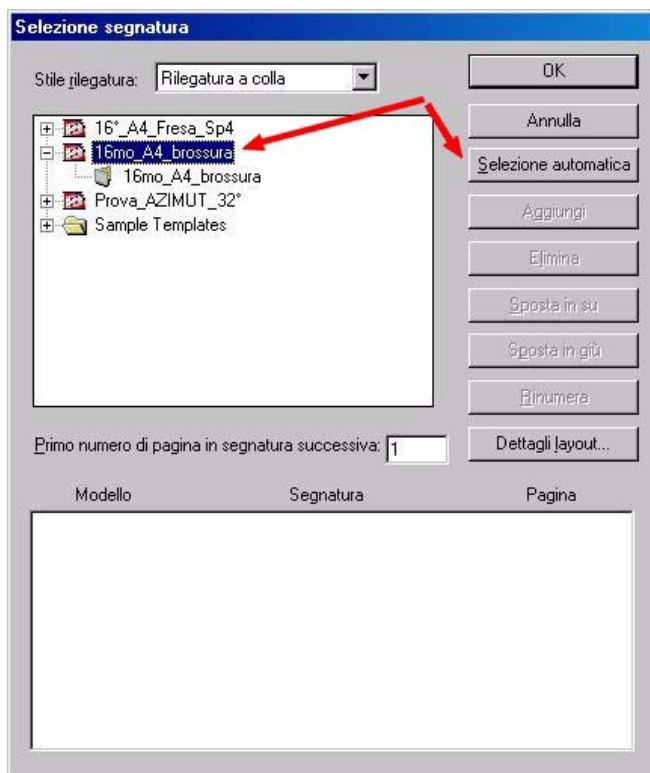 Selezione segnatura
Stile rilegatura: Rilegatura a colla
OK
Annulla
Selezione automatica
Aggiungi
Elimina
Sposta in su
Sposta in giù
Rinumera
Dettagli layout...
16°_A4_Fresa_Sp4
16mo_A4_brossura
16mo_A4_brossura
Prova_AZIMUT_32°
Sample Templates
Primo numero di pagina in segnatura successiva: 1
Modello Segnatura Pagina